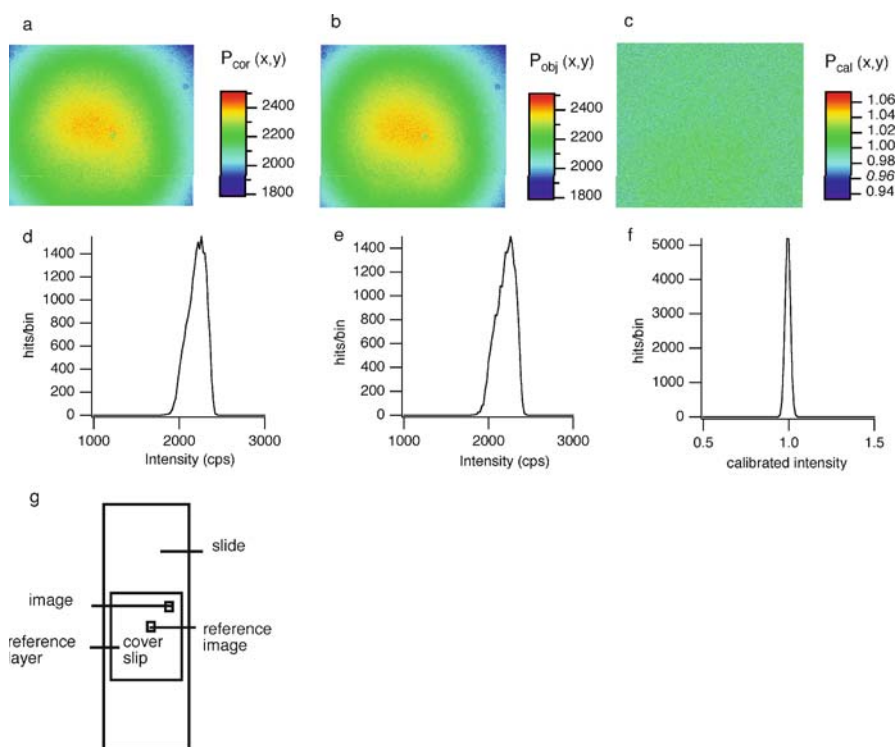 a
b
c
P_cor (x,y)
2400
2200
2000
1800
P_obj (x,y)
2400
2200
2000
1800
P_cal (x,y)
1.06
1.04
1.02
1.00
0.98
0.96
0.94
d
hits/bin
1400
1200
1000
800
600
400
200
0
1000
2000
3000
Intensity (cps)
e
hits/bin
1400
1200
1000
800
600
400
200
0
1000
2000
3000
Intensity (cps)
f
hits/bin
5000
4000
3000
2000
1000
0
0.5
1.0
1.5
calibrated intensity
g
slide
image
reference
image
reference
layer
cover
slip